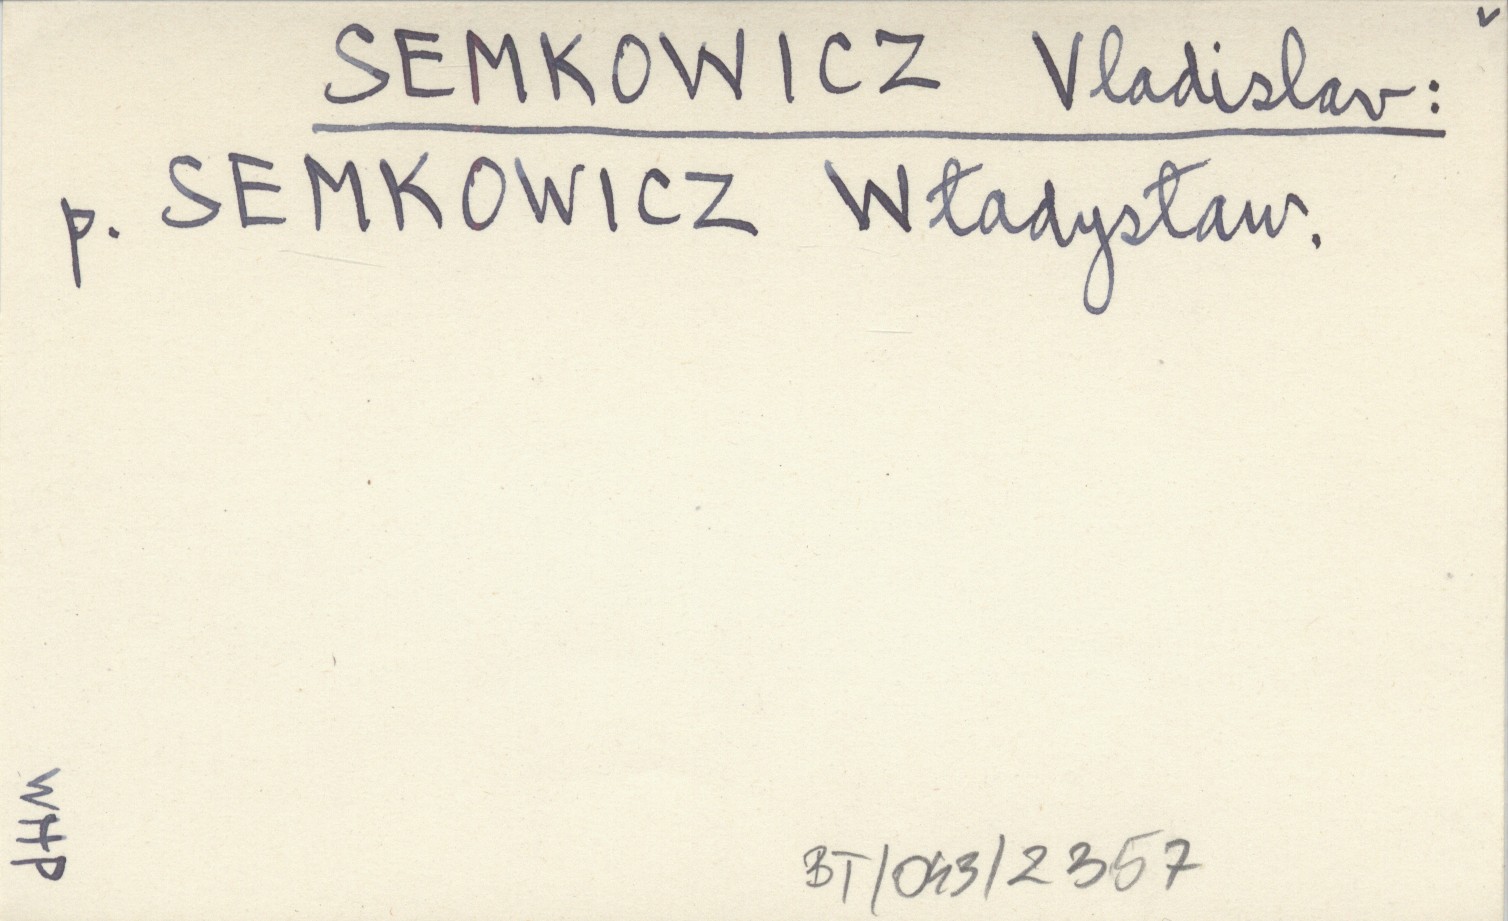 SEMKOWICZ Vladislav:
p. SEMKOWICZ Władysław.
WHP
BT/043/2357